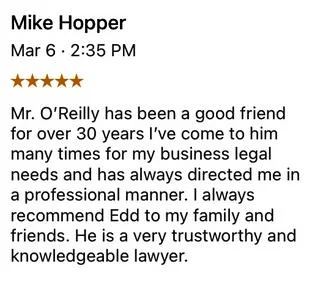 Mike Hopper
Mar 6 · 2:35 PM
★★★★★
Mr. O’Reilly has been a good friend
for over 30 years I’ve come to him
many times for my business legal
needs and has always directed me in
a professional manner. I always
recommend Edd to my family and
friends. He is a very trustworthy and
knowledgeable lawyer.